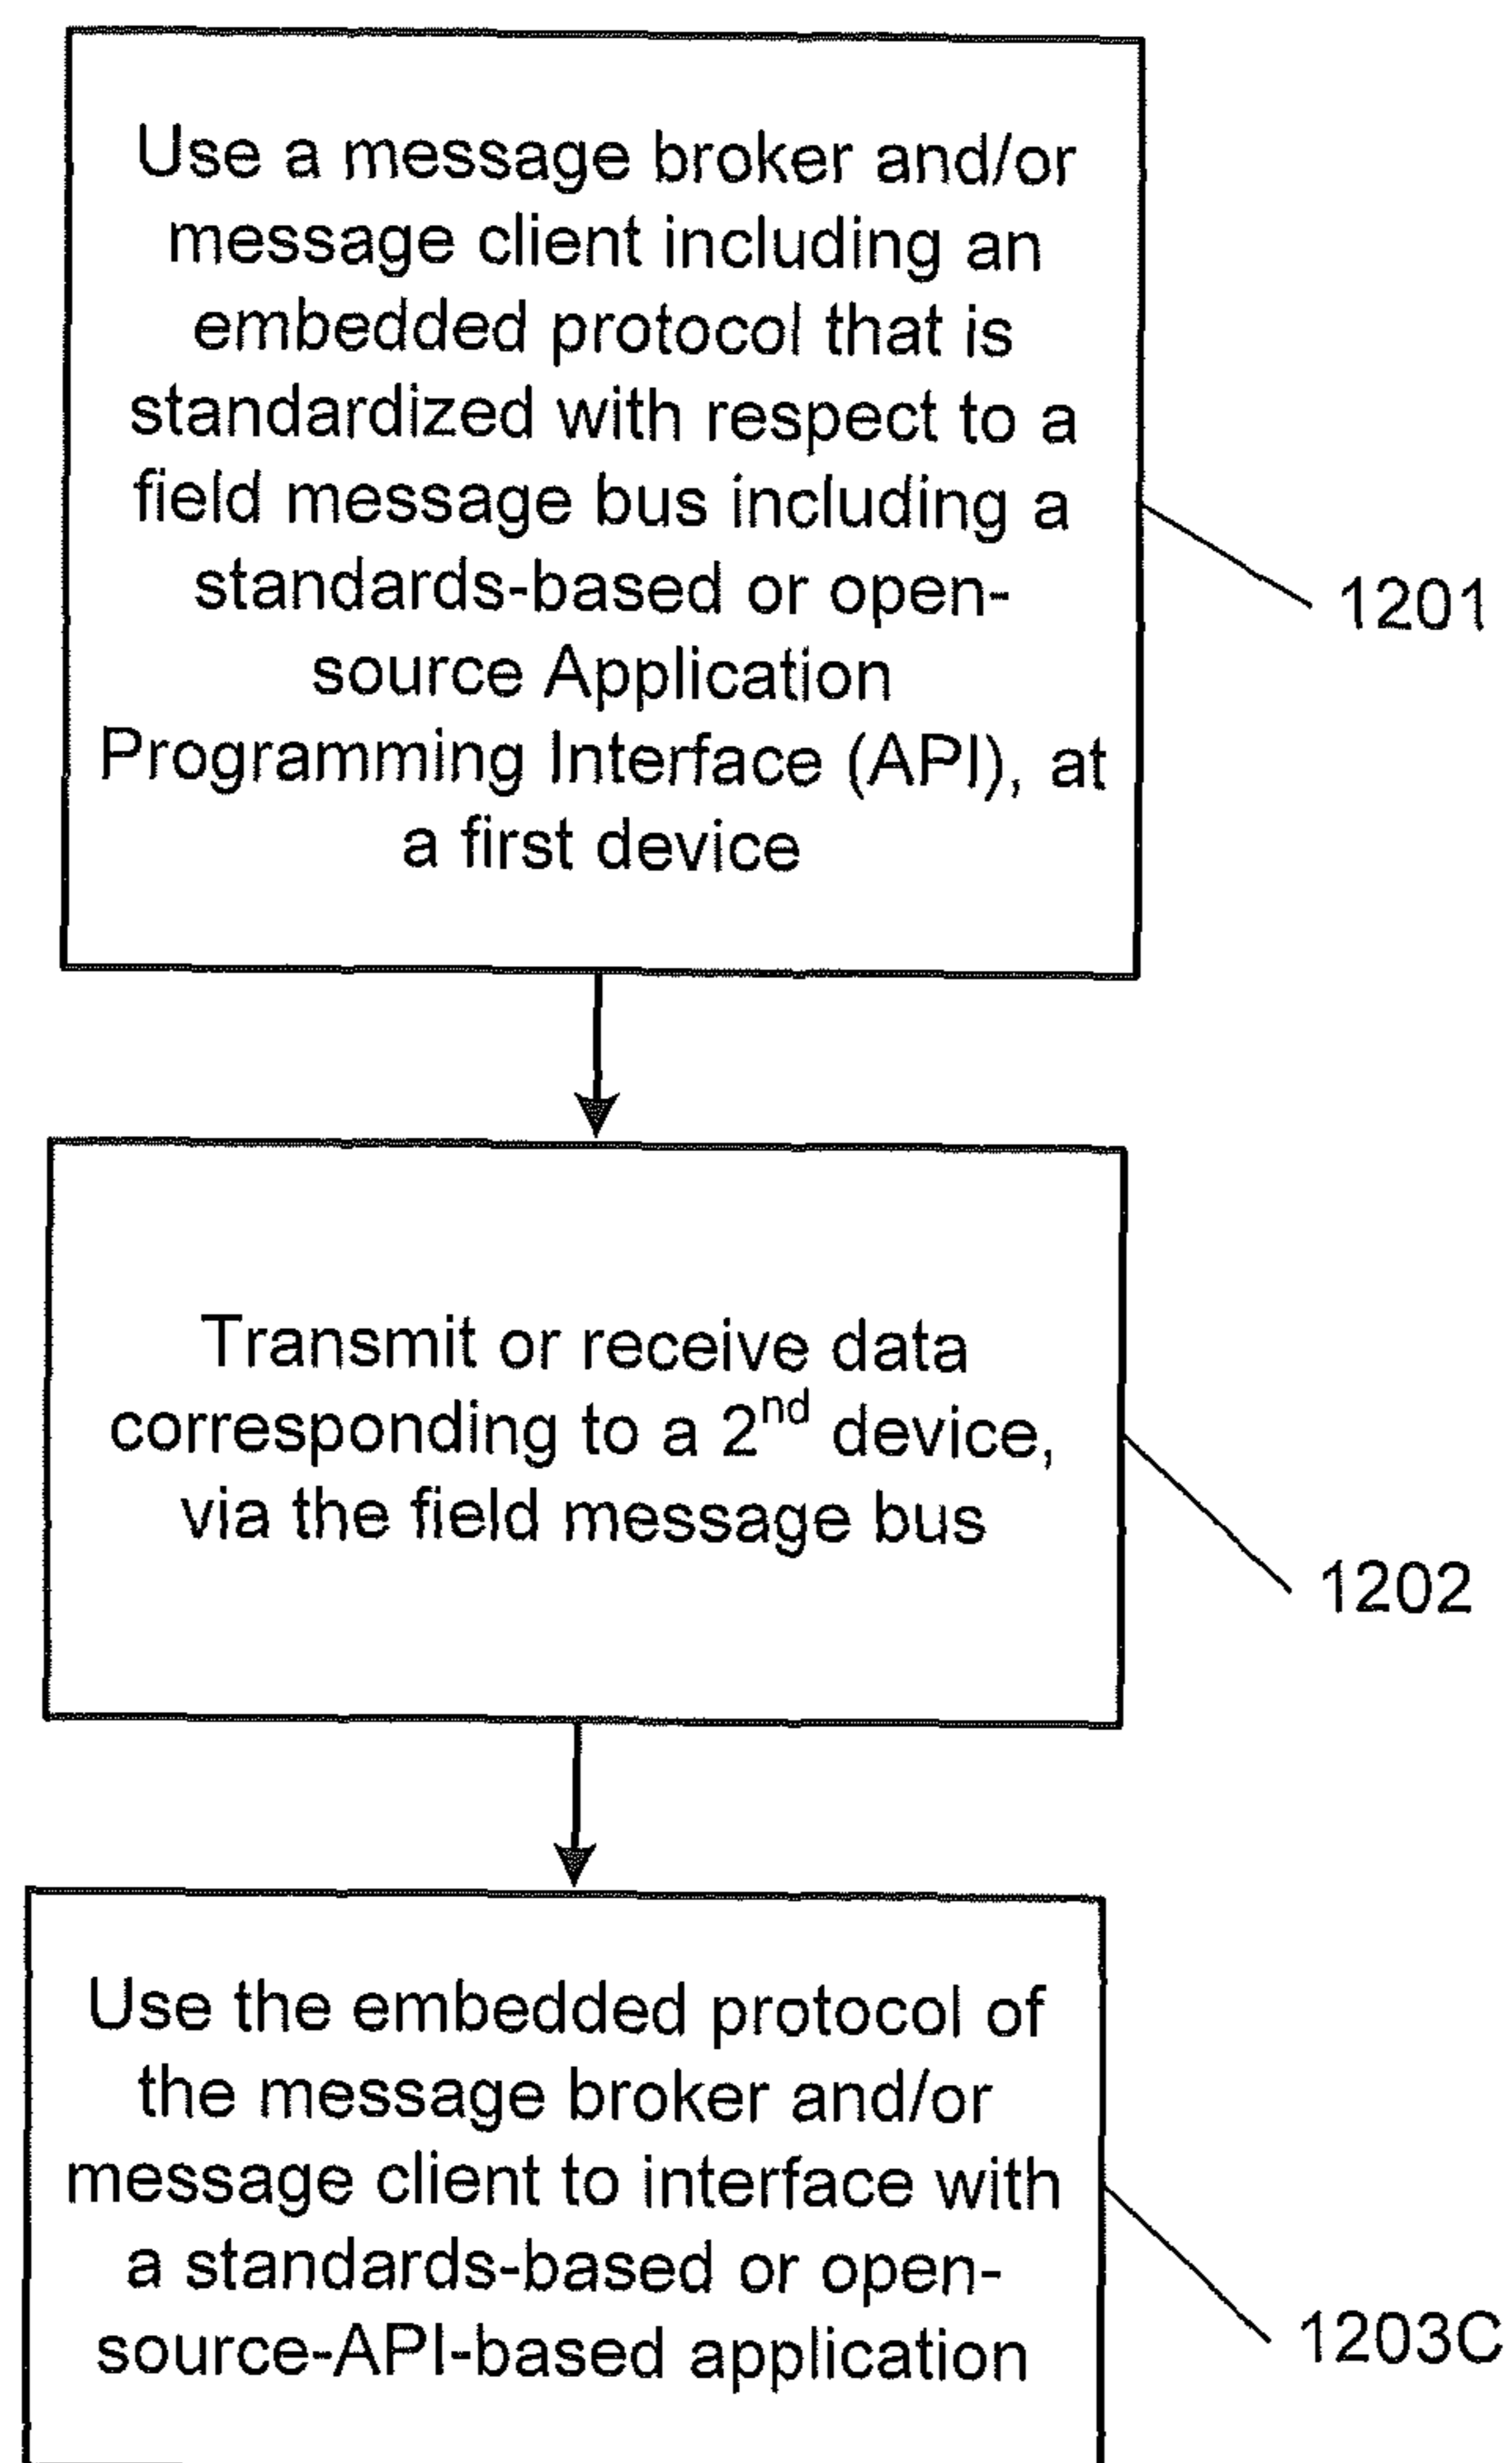 Use a message broker and/or
message client including an
embedded protocol that is
standardized with respect to a
field message bus including a
standards-based or open-
source Application
Programming Interface (API), at
a first device
1201
Transmit or receive data
corresponding to a 2nd device,
via the field message bus
1202
Use the embedded protocol of
the message broker and/or
message client to interface with
a standards-based or open-
source-API-based application
1203C